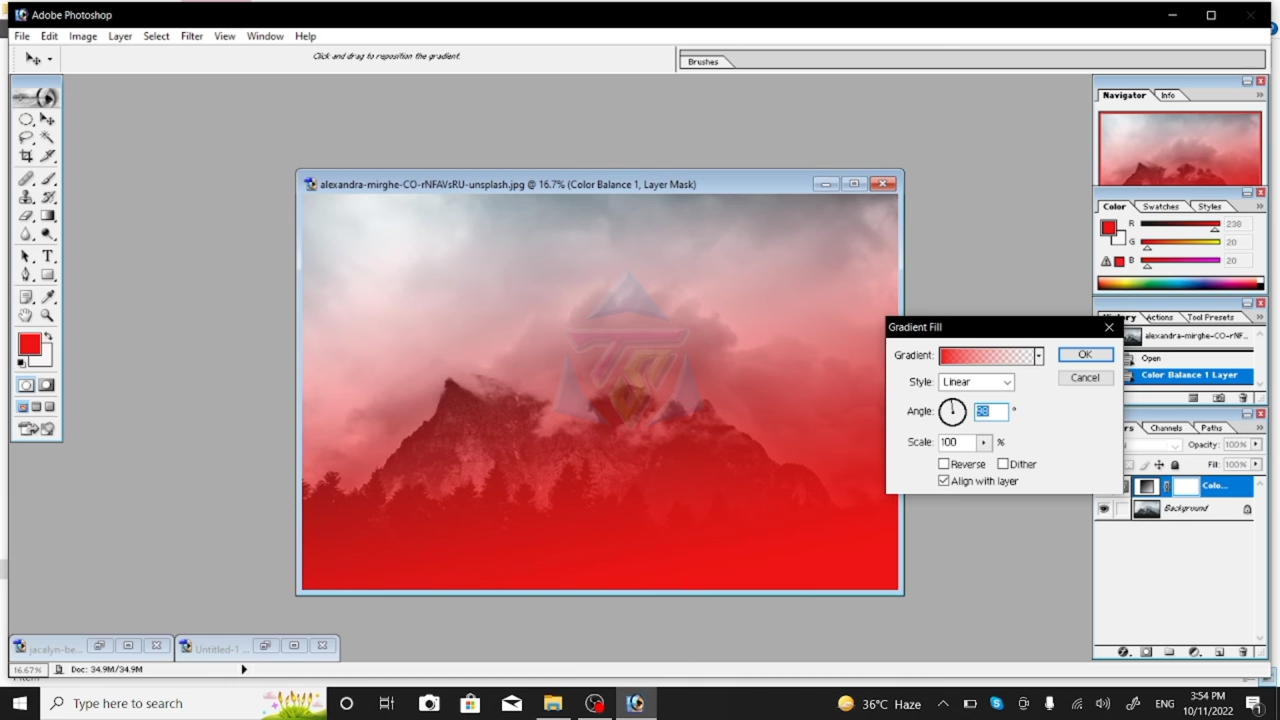 Adobe Photoshop
File Edit Image Layer Select Filter View Window Help
Click and drag to reposition the gradient.
Brushes
Navigator Info
alexandra-mirghe-CO-rNFAVsRU-unsplash.jpg @ 16.7% (Color Balance 1, Layer Mask)
Color Swatches Styles
R 238
G 20
B 20
Gradient Fill
Gradient:
OK
Style: Linear
Cancel
Angle: °
Scale: 100 %
Reverse Dither
Align with layer
Actions Tool Presets
alexandra-mirghe-CO-rNF...
Open
Color Balance 1 Layer
Channels Paths
Opacity: 100%
Fill: 100%
Colo...
Background
jacalyn-be... Untitled-1 ...
16.67% Doc: 34.9M/34.9M
Type here to search
36°C Haze
ENG
3:54 PM
10/11/2022
1